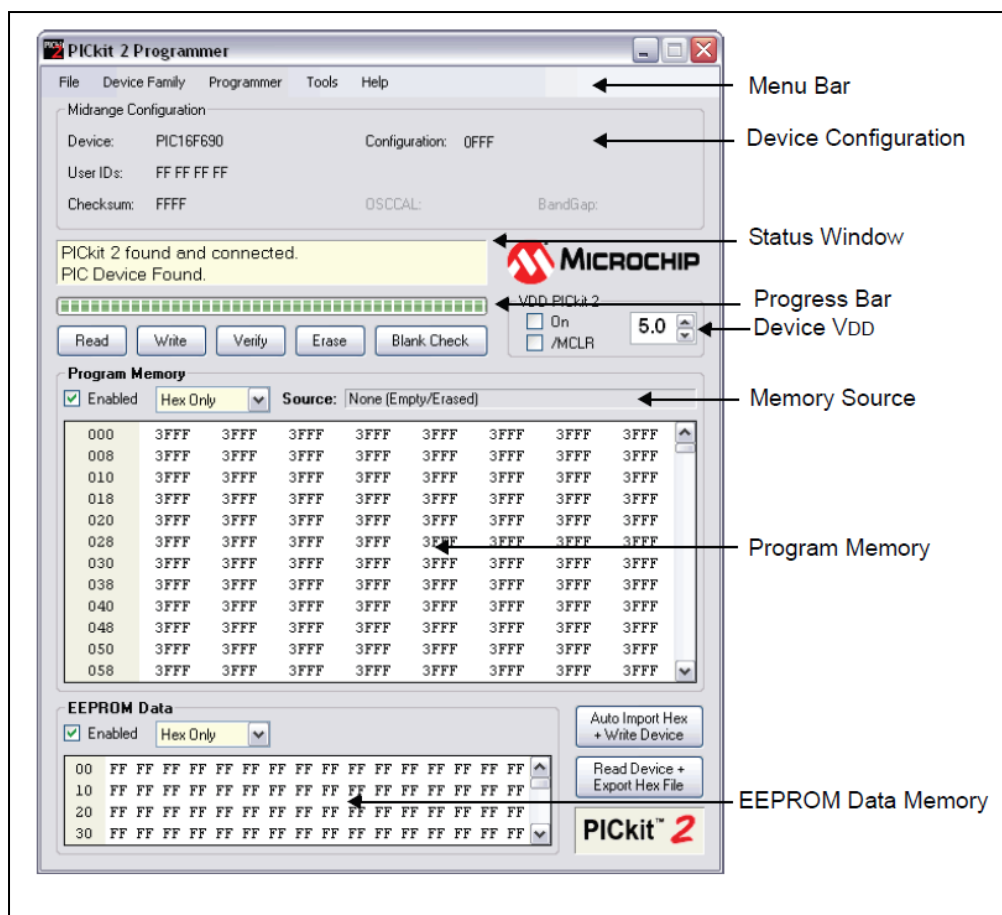 PICkit 2 Programmer
File Device Family Programmer Tools Help
Menu Bar
Midrange Configuration
Device: PIC16F690 Configuration: 0FFF
Device Configuration
User IDs: FF FF FF FF
Checksum: FFFF OSCCAL: BandGap:
Status Window
PICkit 2 found and connected.
PIC Device Found.
MICROCHIP
Progress Bar
VDD PICkit 2
On
/MCLR
5.0
Device VDD
Read Write Verify Erase Blank Check
Program Memory
Enabled Hex Only Source: None (Empty/Erased)
Memory Source
000 3FFF 3FFF 3FFF 3FFF 3FFF 3FFF 3FFF 3FFF
008 3FFF 3FFF 3FFF 3FFF 3FFF 3FFF 3FFF 3FFF
010 3FFF 3FFF 3FFF 3FFF 3FFF 3FFF 3FFF 3FFF
018 3FFF 3FFF 3FFF 3FFF 3FFF 3FFF 3FFF 3FFF
020 3FFF 3FFF 3FFF 3FFF 3FFF 3FFF 3FFF 3FFF
028 3FFF 3FFF 3FFF 3FFF 3FFF 3FFF 3FFF 3FFF
Program Memory
030 3FFF 3FFF 3FFF 3FFF 3FFF 3FFF 3FFF 3FFF
038 3FFF 3FFF 3FFF 3FFF 3FFF 3FFF 3FFF 3FFF
040 3FFF 3FFF 3FFF 3FFF 3FFF 3FFF 3FFF 3FFF
048 3FFF 3FFF 3FFF 3FFF 3FFF 3FFF 3FFF 3FFF
050 3FFF 3FFF 3FFF 3FFF 3FFF 3FFF 3FFF 3FFF
058 3FFF 3FFF 3FFF 3FFF 3FFF 3FFF 3FFF 3FFF
EEPROM Data
Enabled Hex Only
00 FF FF FF FF FF FF FF FF FF FF FF FF FF FF FF FF
10 FF FF FF FF FF FF FF FF FF FF FF FF FF FF FF FF
20 FF FF FF FF FF FF FF FF FF FF FF FF FF FF FF FF
30 FF FF FF FF FF FF FF FF FF FF FF FF FF FF FF FF
Auto Import Hex
+ Write Device
Read Device +
Export Hex File
EEPROM Data Memory
PICkit™ 2